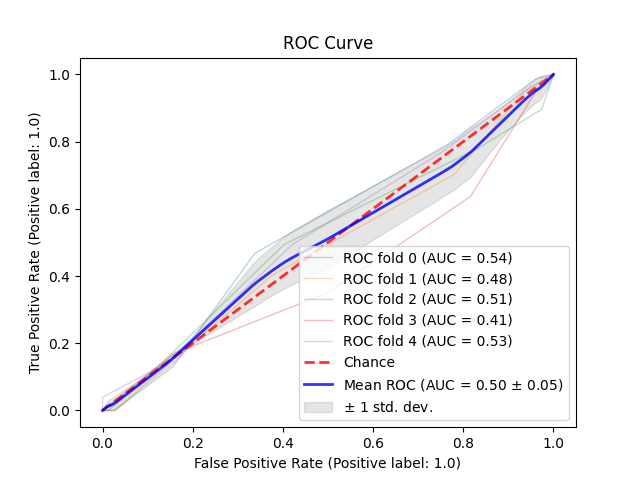 ROC Curve
1.0
0.8
0.6
0.4
0.2
0.0
True Positive Rate (Positive label: 1.0)
ROC fold 0 (AUC = 0.54)
ROC fold 1 (AUC = 0.48)
ROC fold 2 (AUC = 0.51)
ROC fold 3 (AUC = 0.41)
ROC fold 4 (AUC = 0.53)
Chance
Mean ROC (AUC = 0.50 ± 0.05)
± 1 std. dev.
0.0 0.2 0.4 0.6 0.8 1.0
False Positive Rate (Positive label: 1.0)